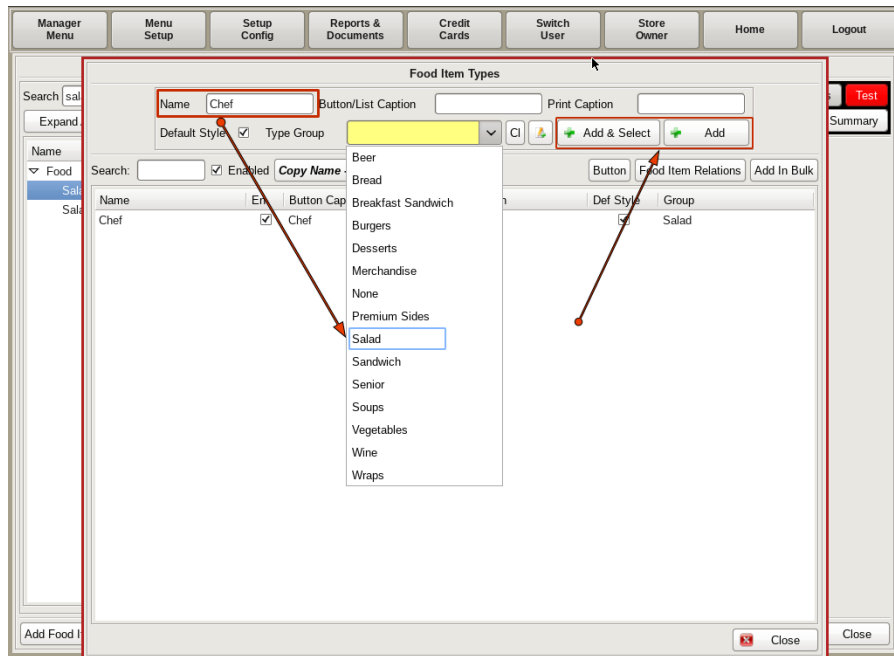 Manager Menu
Menu Setup
Setup Config
Reports & Documents
Credit Cards
Switch User
Store Owner
Home
Logout
Food Item Types
Search sal
Test
Expand
Summary
Name Chef Button/List Caption Print Caption
Default Style Type Group Cl Add & Select Add
Name
Food
Sala
Sala
Search: Enabled Copy Name - Button Food Item Relations Add In Bulk
Name En Button Cap Def Style Group
Chef Chef Salad
Beer
Bread
Breakfast Sandwich
Burgers
Desserts
Merchandise
None
Premium Sides
Salad
Sandwich
Senior
Soups
Vegetables
Wine
Wraps
Add Food I
Close
Close